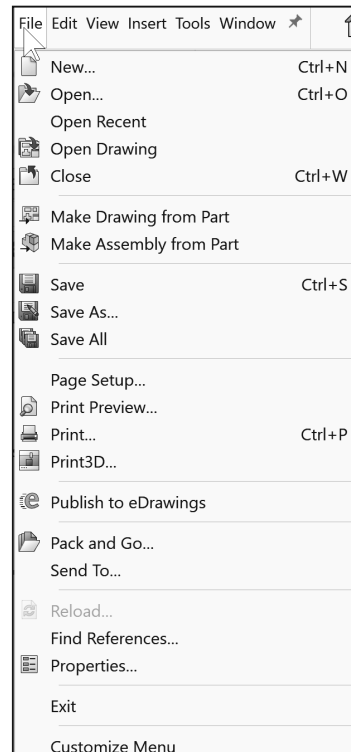 File Edit View Insert Tools Window
New... Ctrl+N
Open... Ctrl+O
Open Recent
Open Drawing
Close Ctrl+W
Make Drawing from Part
Make Assembly from Part
Save Ctrl+S
Save As...
Save All
Page Setup...
Print Preview...
Print... Ctrl+P
Print3D...
Publish to eDrawings
Pack and Go...
Send To...
Reload...
Find References...
Properties...
Exit
Customize Menu